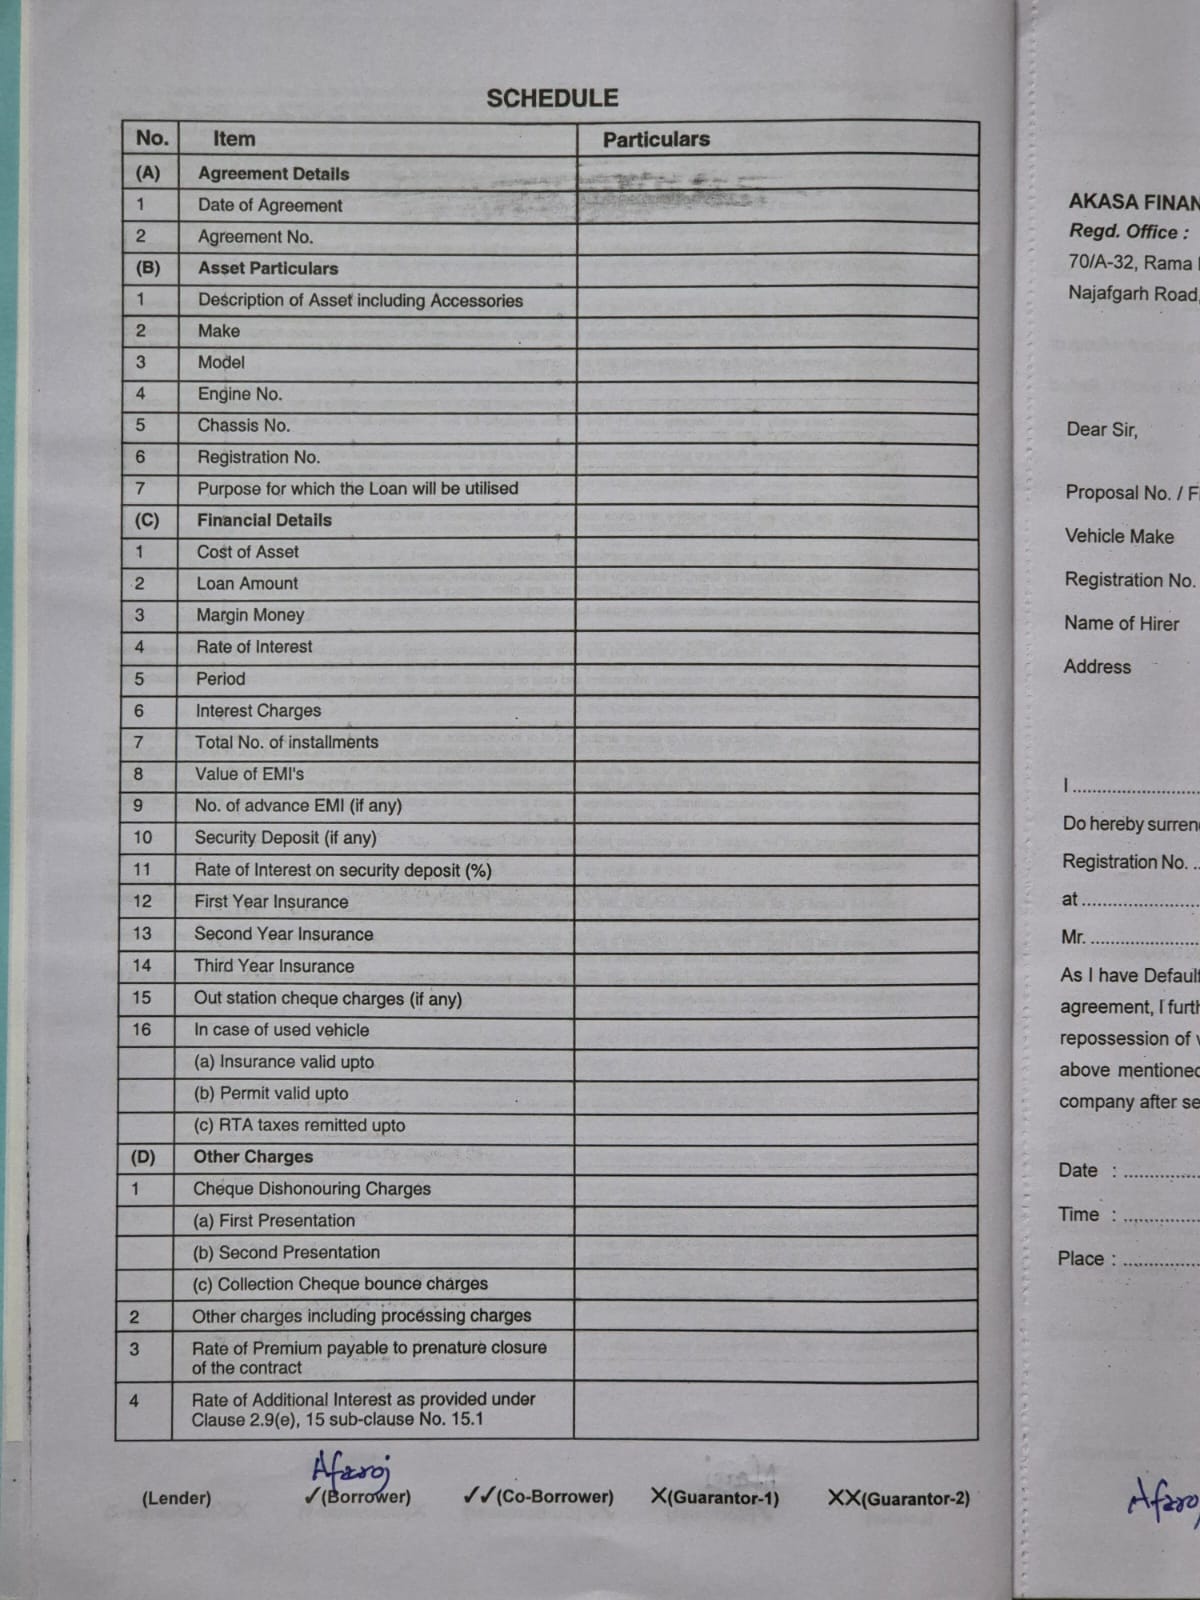 SCHEDULE
No. Item Particulars
(A) Agreement Details
1 Date of Agreement
2 Agreement No.
(B) Asset Particulars
1 Description of Asset including Accessories
2 Make
3 Model
4 Engine No.
5 Chassis No.
6 Registration No.
7 Purpose for which the Loan will be utilised
(C) Financial Details
1 Cost of Asset
2 Loan Amount
3 Margin Money
4 Rate of Interest
5 Period
6 Interest Charges
7 Total No. of installments
8 Value of EMI's
9 No. of advance EMI (if any)
10 Security Deposit (if any)
11 Rate of Interest on security deposit (%)
12 First Year Insurance
13 Second Year Insurance
14 Third Year Insurance
15 Out station cheque charges (if any)
16 In case of used vehicle
(a) Insurance valid upto
(b) Permit valid upto
(c) RTA taxes remitted upto
(D) Other Charges
1 Cheque Dishonouring Charges
(a) First Presentation
(b) Second Presentation
(c) Collection Cheque bounce charges
2 Other charges including processing charges
3 Rate of Premium payable to prenature closure
of the contract
4 Rate of Additional Interest as provided under
Clause 2.9(e), 15 sub-clause No. 15.1
Afaroj
(Lender) ✓(Borrower) ✓✓(Co-Borrower) X(Guarantor-1) XX(Guarantor-2)
AKASA FINAN
Regd. Office :
70/A-32, Rama
Najafgarh Road,
Dear Sir,
Proposal No. / F
Vehicle Make
Registration No.
Name of Hirer
Address
I ........................
Do hereby surren
Registration No. ..
at ......................
Mr. .....................
As I have Default
agreement, I furth
repossession of v
above mentioned
company after se
Date : ..............
Time : ..............
Place : ..............
Afaroj